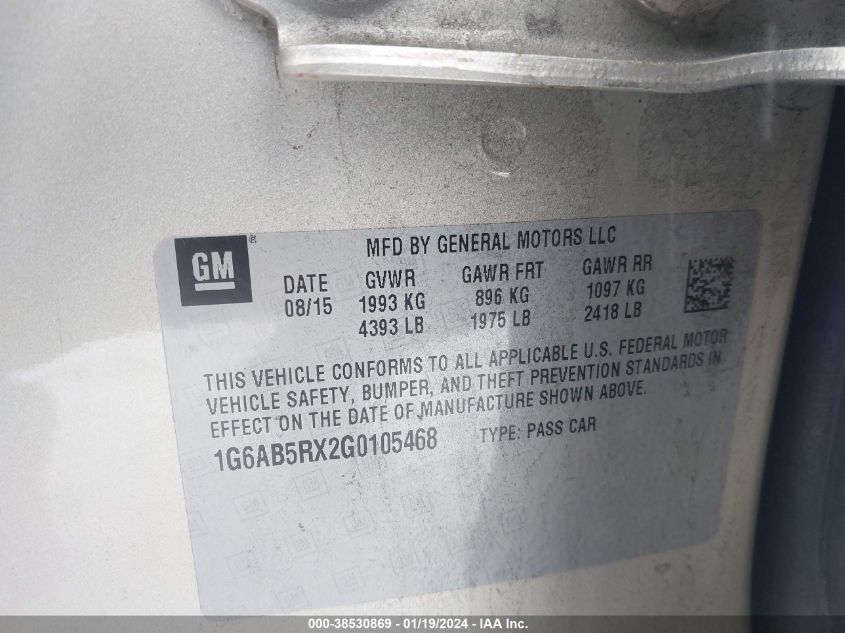 GM®
MFD BY GENERAL MOTORS LLC
DATE GVWR GAWR FRT GAWR RR
08/15 1993 KG 896 KG 1097 KG
4393 LB 1975 LB 2418 LB
THIS VEHICLE CONFORMS TO ALL APPLICABLE U.S. FEDERAL MOTOR
VEHICLE SAFETY, BUMPER, AND THEFT PREVENTION STANDARDS IN
EFFECT ON THE DATE OF MANUFACTURE SHOWN ABOVE.
1G6AB5RX2G0105468 TYPE: PASS CAR
000-38530869 - 01/19/2024 - IAAI.COM